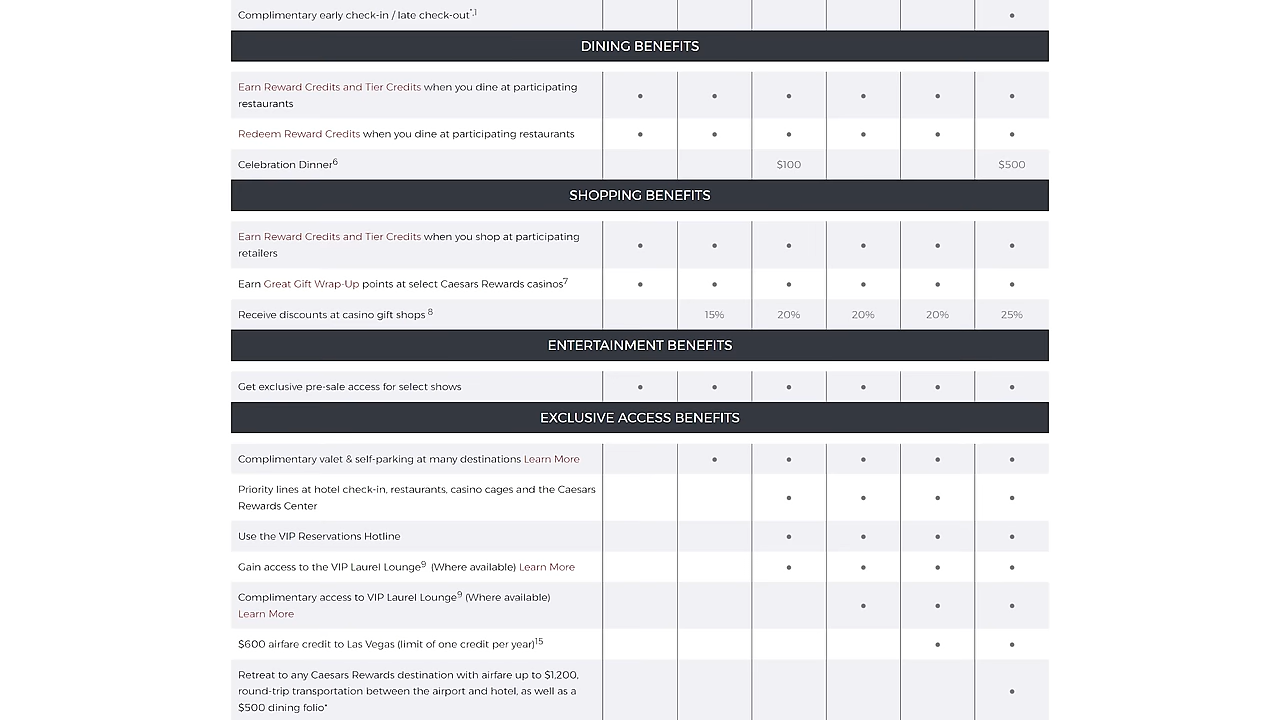 Complimentary early check-in / late check-out*,1
DINING BENEFITS
Earn Reward Credits and Tier Credits when you dine at participating
restaurants
Redeem Reward Credits when you dine at participating restaurants
Celebration Dinner6 $100 $500
SHOPPING BENEFITS
Earn Reward Credits and Tier Credits when you shop at participating
retailers
Earn Great Gift Wrap-Up points at select Caesars Rewards casinos7
Receive discounts at casino gift shops 8 15% 20% 20% 20% 25%
ENTERTAINMENT BENEFITS
Get exclusive pre-sale access for select shows
EXCLUSIVE ACCESS BENEFITS
Complimentary valet & self-parking at many destinations Learn More
Priority lines at hotel check-in, restaurants, casino cages and the Caesars
Rewards Center
Use the VIP Reservations Hotline
Gain access to the VIP Laurel Lounge9 (Where available) Learn More
Complimentary access to VIP Laurel Lounge9 (Where available)
Learn More
$600 airfare credit to Las Vegas (limit of one credit per year)15
Retreat to any Caesars Rewards destination with airfare up to $1,200,
round-trip transportation between the airport and hotel, as well as a
$500 dining folio*